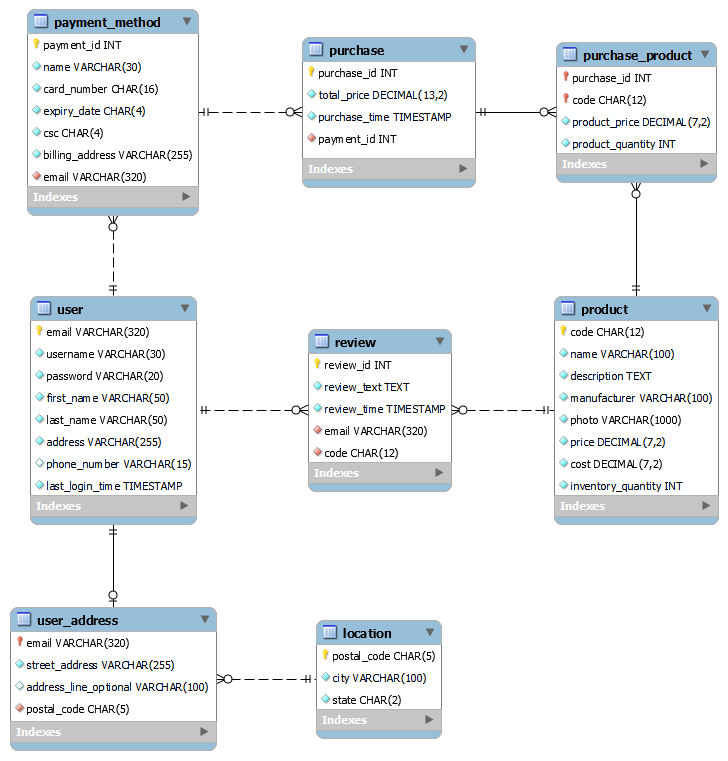 payment_method
payment_id INT
name VARCHAR(30)
card_number CHAR(16)
expiry_date CHAR(4)
csc CHAR(4)
billing_address VARCHAR(255)
email VARCHAR(320)
Indexes
purchase
purchase_id INT
total_price DECIMAL(13,2)
purchase_time TIMESTAMP
payment_id INT
Indexes
purchase_product
purchase_id INT
code CHAR(12)
product_price DECIMAL(7,2)
product_quantity INT
Indexes
user
email VARCHAR(320)
username VARCHAR(30)
password VARCHAR(20)
first_name VARCHAR(50)
last_name VARCHAR(50)
address VARCHAR(255)
phone_number VARCHAR(15)
last_login_time TIMESTAMP
Indexes
review
review_id INT
review_text TEXT
review_time TIMESTAMP
email VARCHAR(320)
code CHAR(12)
Indexes
product
code CHAR(12)
name VARCHAR(100)
description TEXT
manufacturer VARCHAR(100)
photo VARCHAR(1000)
price DECIMAL(7,2)
cost DECIMAL(7,2)
inventory_quantity INT
Indexes
user_address
email VARCHAR(320)
street_address VARCHAR(255)
address_line_optional VARCHAR(100)
postal_code CHAR(5)
Indexes
location
postal_code CHAR(5)
city VARCHAR(100)
state CHAR(2)
Indexes